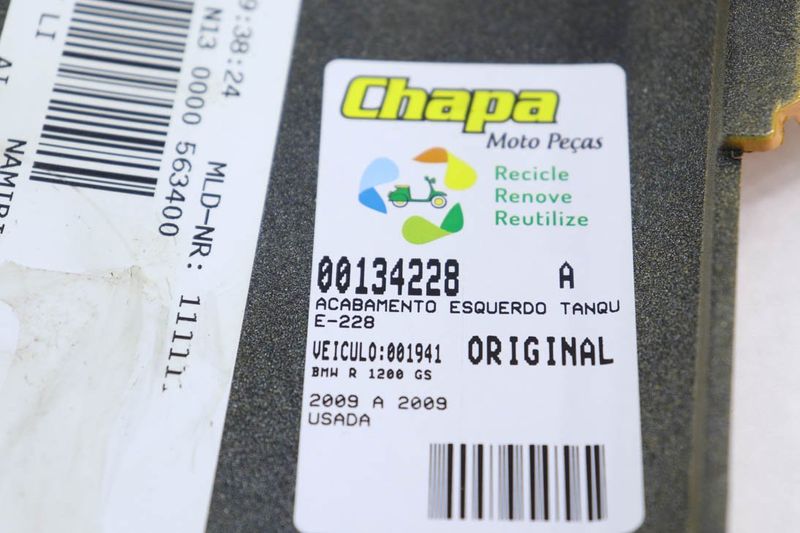 9:38:24
N13 0000 563400
LI
MLD-NR: 11111
AI
Chapa
Moto Peças
Recicle
Renove
Reutilize
00134228 A
ACABAMENTO ESQUERDO TANQU
E-228
VEICULO:001941 ORIGINAL
BMW R 1200 GS
2009 A 2009
USADA